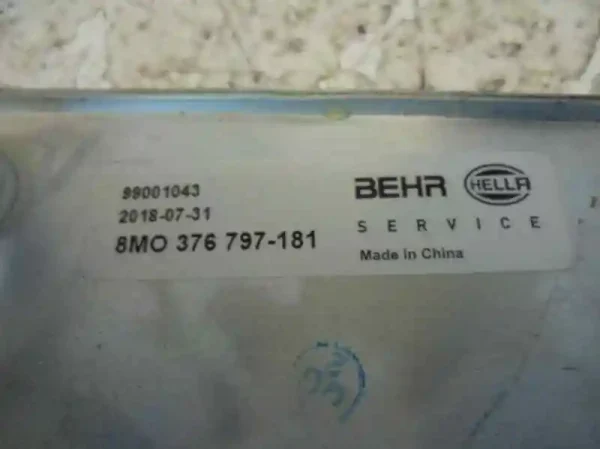 99001043
2018-07-31
8MO 376 797-181
BEHR HELLA
SERVICE
Made in China